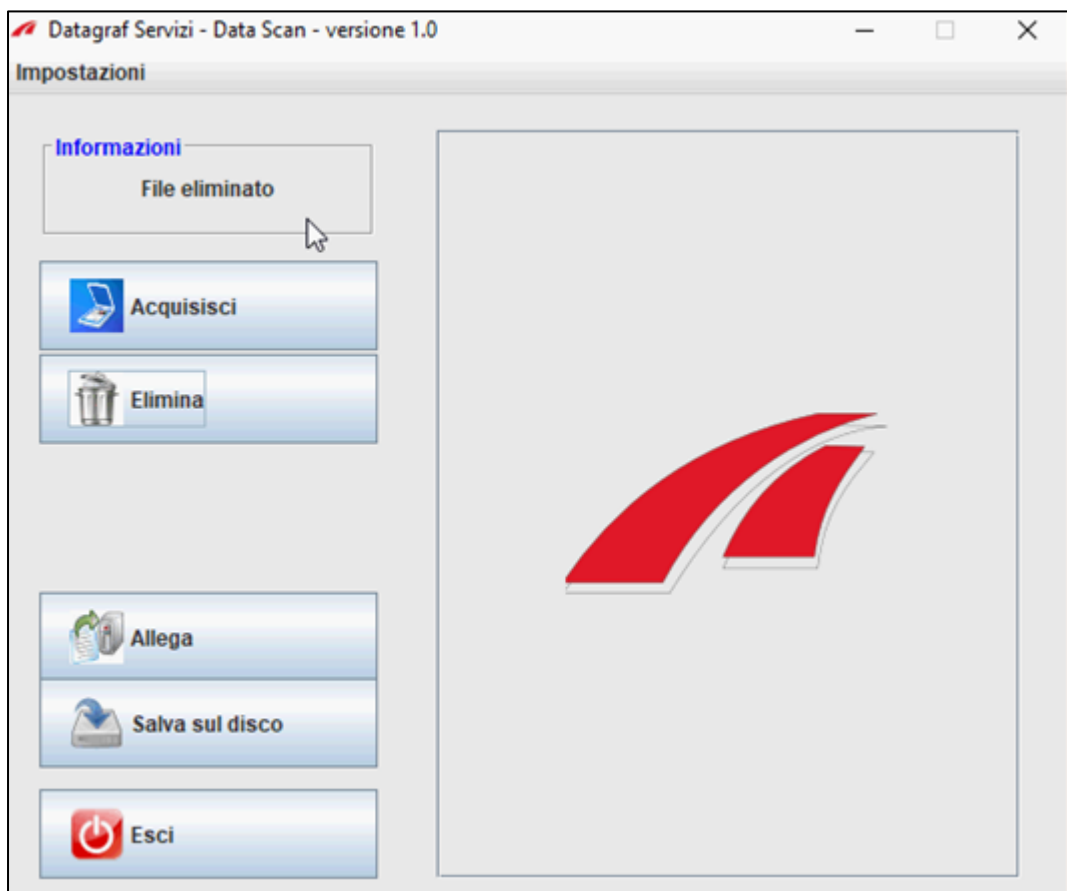 Datagraf Servizi - Data Scan - versione 1.0
Impostazioni
Informazioni
File eliminato
Acquisisci
Elimina
Allega
Salva sul disco
Esci